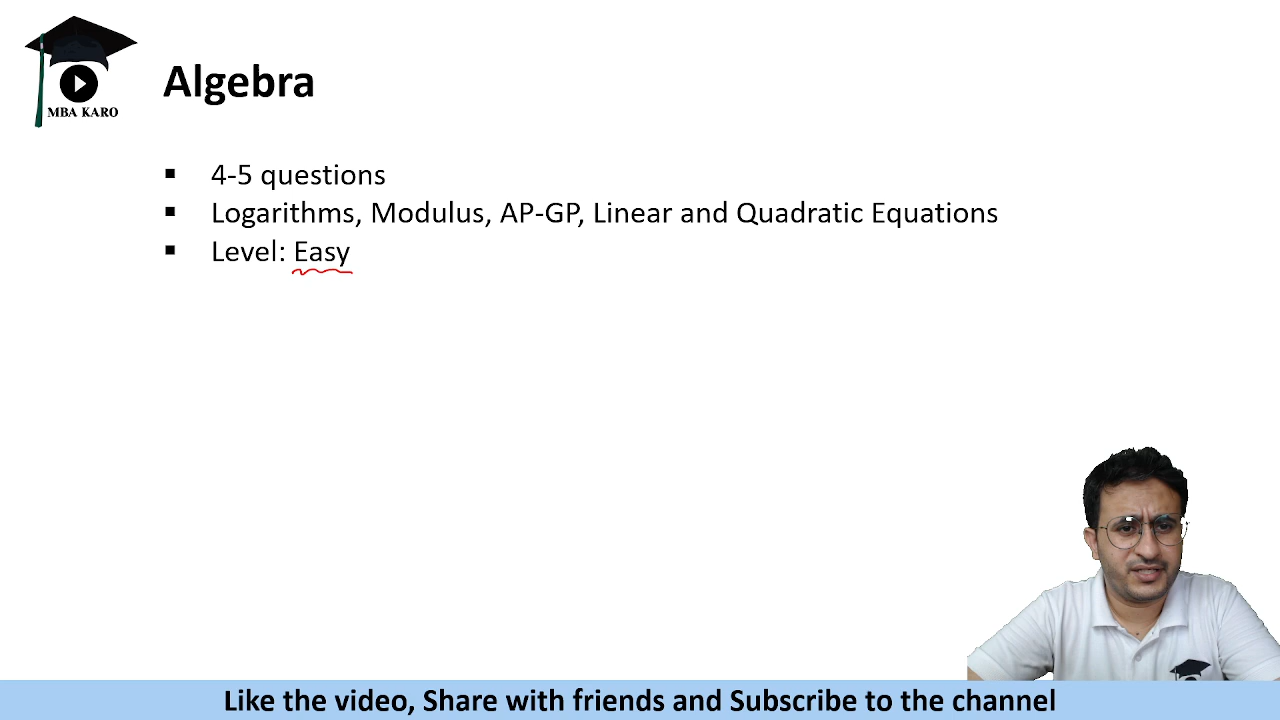 MBA KARO
Algebra
▪ 4-5 questions
▪ Logarithms, Modulus, AP-GP, Linear and Quadratic Equations
▪ Level: Easy
Like the video, Share with friends and Subscribe to the channel